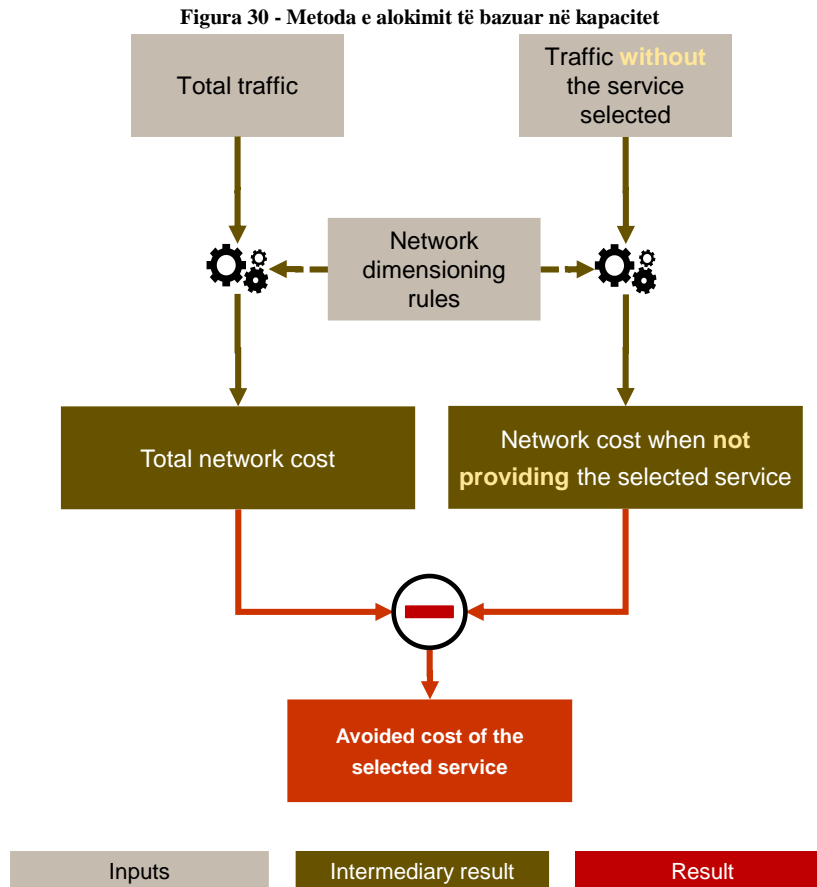 Figura 30 - Metoda e alokimit të bazuar në kapacitet
Total traffic
Traffic without
the service
selected
Network
dimensioning
rules
Total network cost
Network cost when not
providing the selected service
Avoided cost of the
selected service
Inputs
Intermediary result
Result